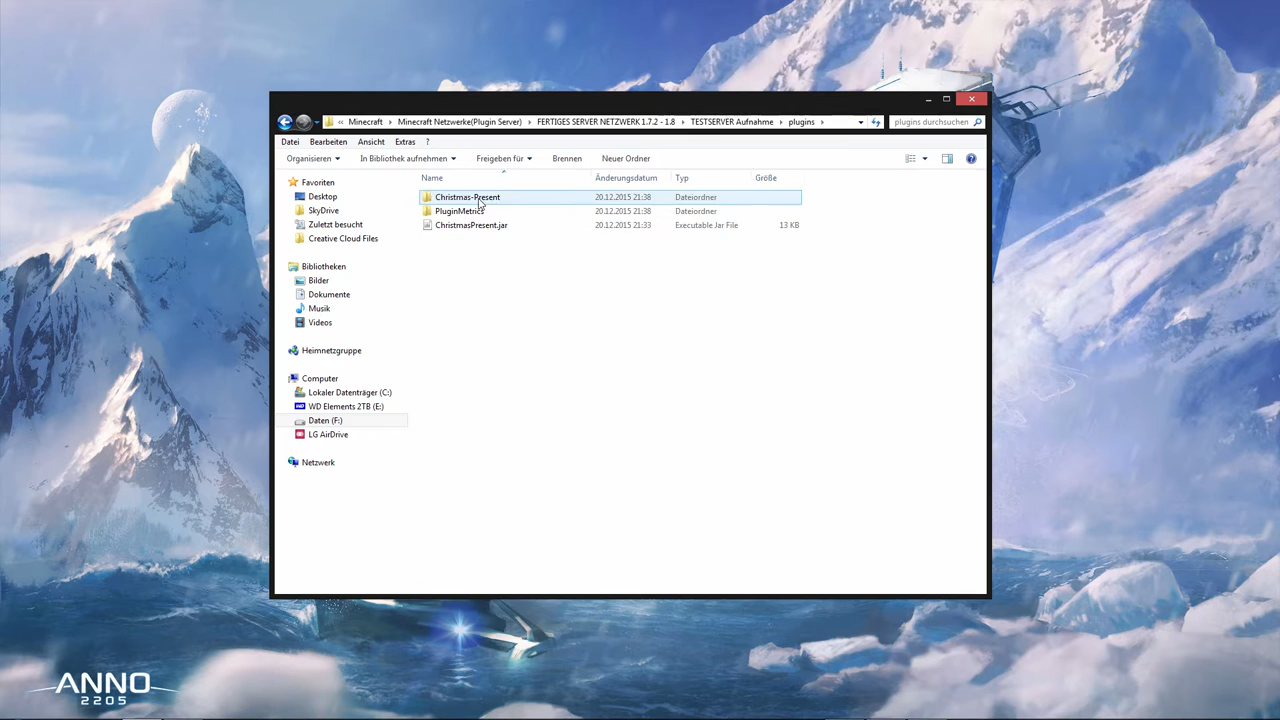 « Minecraft Minecraft Netzwerke(Plugin Server) FERTIGES SERVER NETZWERK 1.7.2 - 1.8 TESTSERVER Aufnahme plugins
plugins durchsuchen
Datei Bearbeiten Ansicht Extras ?
Organisieren In Bibliothek aufnehmen Freigeben für Brennen Neuer Ordner
Name Änderungsdatum Typ Größe
Christmas-Present 20.12.2015 21:38 Dateiordner
PluginMetrics 20.12.2015 21:38 Dateiordner
ChristmasPresent.jar 20.12.2015 21:33 Executable Jar File 13 KB
Favoriten
Desktop
SkyDrive
Zuletzt besucht
Creative Cloud Files
Bibliotheken
Bilder
Dokumente
Musik
Videos
Heimnetzgruppe
Computer
Lokaler Datenträger (C:)
WD Elements 2TB (E:)
Daten (F:)
LG AirDrive
Netzwerk
ANNO
2205